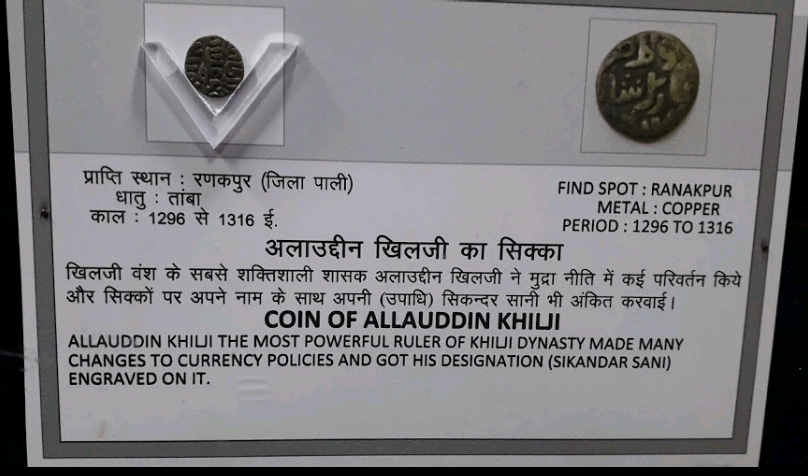 प्राप्ति स्थान : रणकपुर (जिला पाली)
धातु : तांबा
काल : 1296 से 1316 ई.
FIND SPOT : RANAKPUR
METAL : COPPER
PERIOD : 1296 TO 1316
अलाउद्दीन खिलजी का सिक्का
खिलजी वंश के सबसे शक्तिशाली शासक अलाउद्दीन खिलजी ने मुद्रा नीति में कई परिवर्तन किये
और सिक्कों पर अपने नाम के साथ अपनी (उपाधि) सिकन्दर सानी भी अंकित करवाई।
COIN OF ALLAUDDIN KHILJI
ALLAUDDIN KHILJI THE MOST POWERFUL RULER OF KHILJI DYNASTY MADE MANY
CHANGES TO CURRENCY POLICIES AND GOT HIS DESIGNATION (SIKANDAR SANI)
ENGRAVED ON IT.